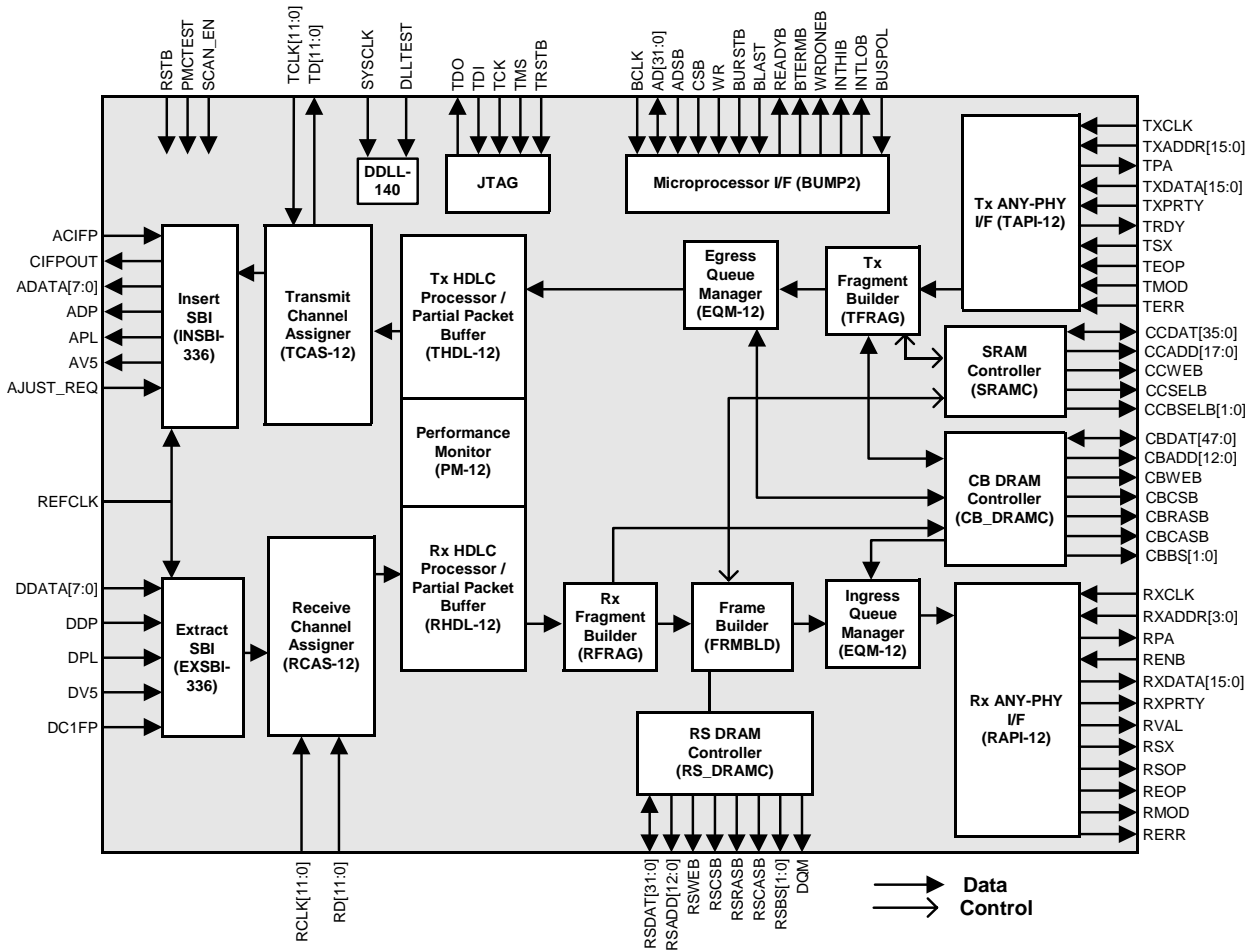 RSTB
PMCTEST
SCAN_EN
TCLK[11:0]
TD[11:0]
SYSCLK
DLLTEST
TDO
TDI
TCK
TMS
TRSTB
BCLK
AD[31:0]
ADSB
CSB
WR
BURSTB
BLAST
READYB
BTERMB
WRDONEB
INTHIB
INTLOB
BUSPOL
DDLL-
140
JTAG
Microprocessor I/F (BUMP2)
Tx ANY-PHY
I/F (TAPI-12)
TXCLK
TXADDR[15:0]
TPA
TXDATA[15:0]
TXPRTY
TRDY
TSX
TEOP
TMOD
TERR
ACIFP
CIFPOUT
ADATA[7:0]
ADP
APL
AV5
AJUST_REQ
Insert
SBI
(INSBI-
336)
Transmit
Channel
Assigner
(TCAS-12)
Tx HDLC
Processor /
Partial Packet
Buffer
(THDL-12)
Egress
Queue
Manager
(EQM-12)
Tx
Fragment
Builder
(TFRAG)
SRAM
Controller
(SRAMC)
CCDAT[35:0]
CCADD[17:0]
CCWEB
CCSELB
CCBSELB[1:0]
Performance
Monitor
(PM-12)
CB DRAM
Controller
(CB_DRAMC)
CBDAT[47:0]
CBADD[12:0]
CBWEB
CBCSB
CBRASB
CBCASB
CBBS[1:0]
REFCLK
DDATA[7:0]
DDP
DPL
DV5
DC1FP
Extract
SBI
(EXSBI-
336)
Receive
Channel
Assigner
(RCAS-12)
Rx HDLC
Processor /
Partial Packet
Buffer
(RHDL-12)
Rx
Fragment
Builder
(RFRAG)
Frame
Builder
(FRMBLD)
Ingress
Queue
Manager
(EQM-12)
Rx ANY-PHY
I/F
(RAPI-12)
RXCLK
RXADDR[3:0]
RPA
RENB
RXDATA[15:0]
RXPRTY
RVAL
RSX
RSOP
REOP
RMOD
RERR
RS DRAM
Controller
(RS_DRAMC)
RCLK[11:0]
RD[11:0]
RSDAT[31:0]
RSADD[12:0]
RSWEB
RSCSB
RSRASB
RSCASB
RSBS[1:0]
DQM
Data
Control